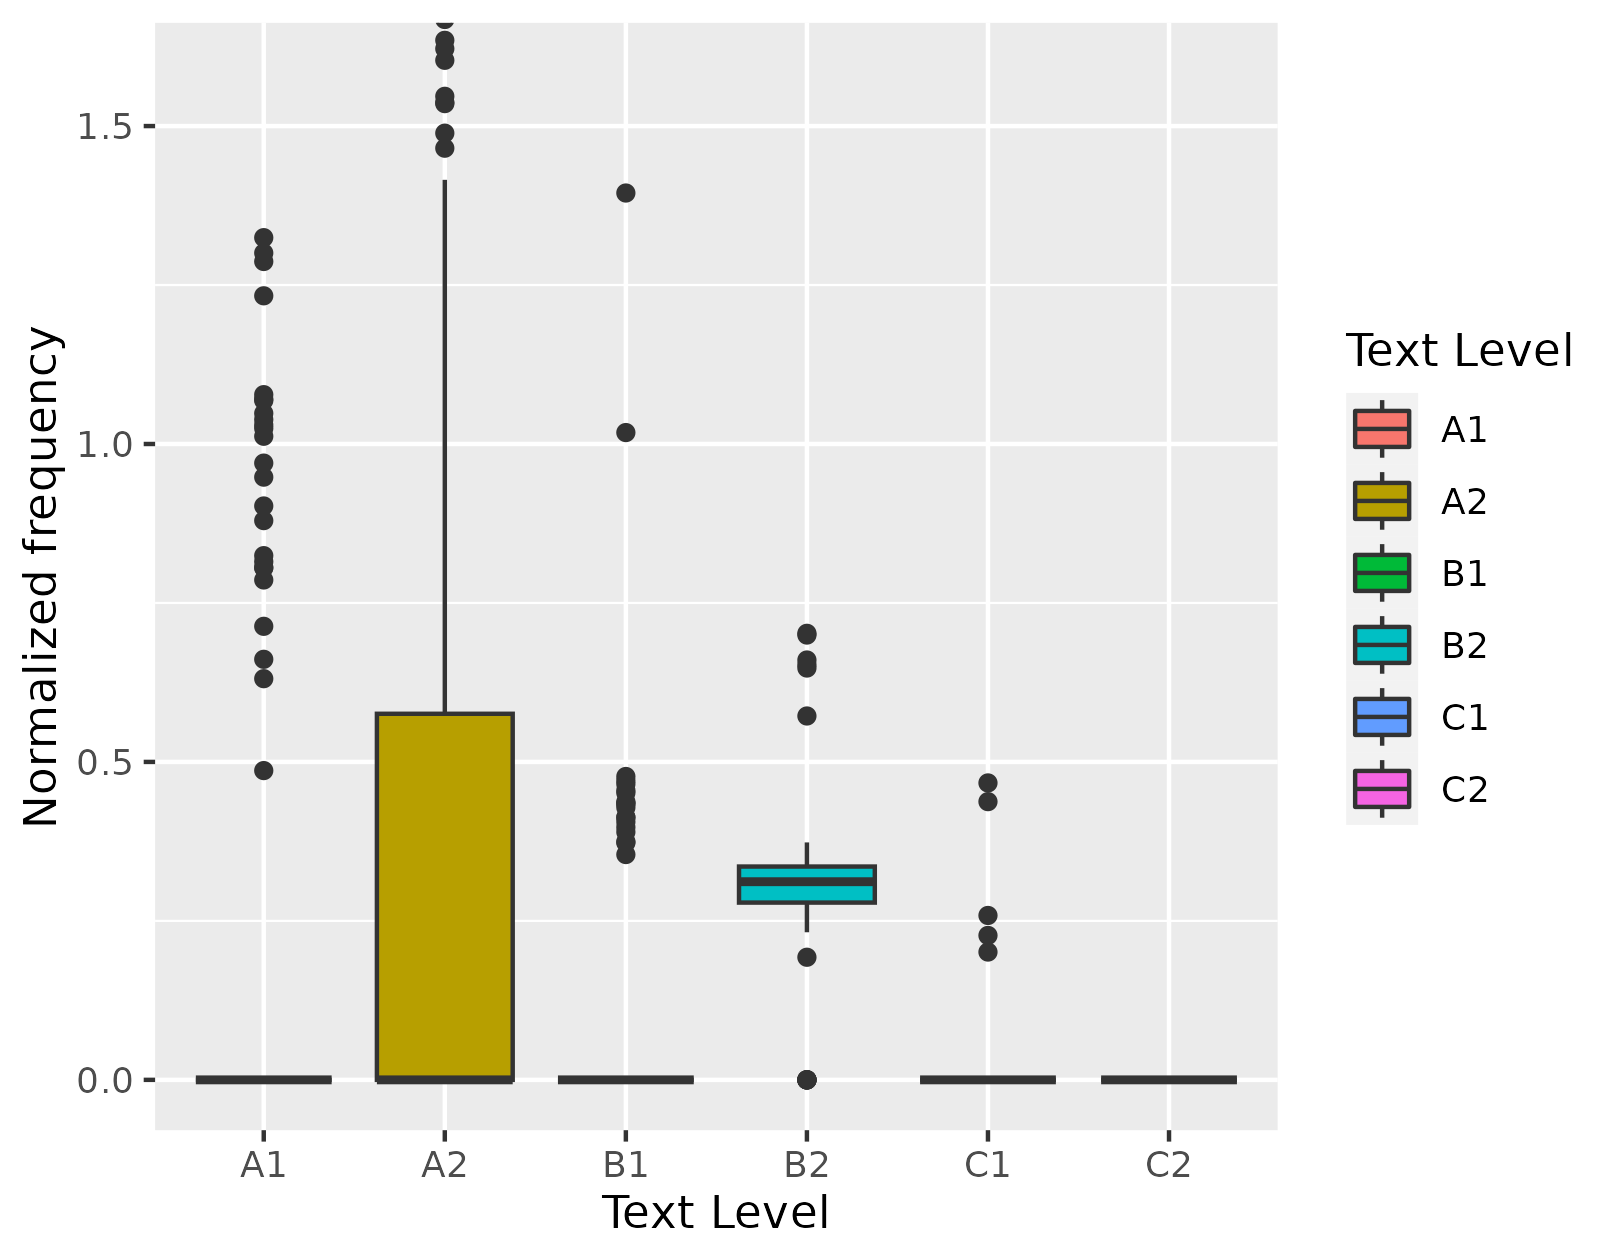 Normalized frequency
1.5
1.0
0.5
0.0
A1 A2 B1 B2 C1 C2
Text Level
Text Level
A1
A2
B1
B2
C1
C2